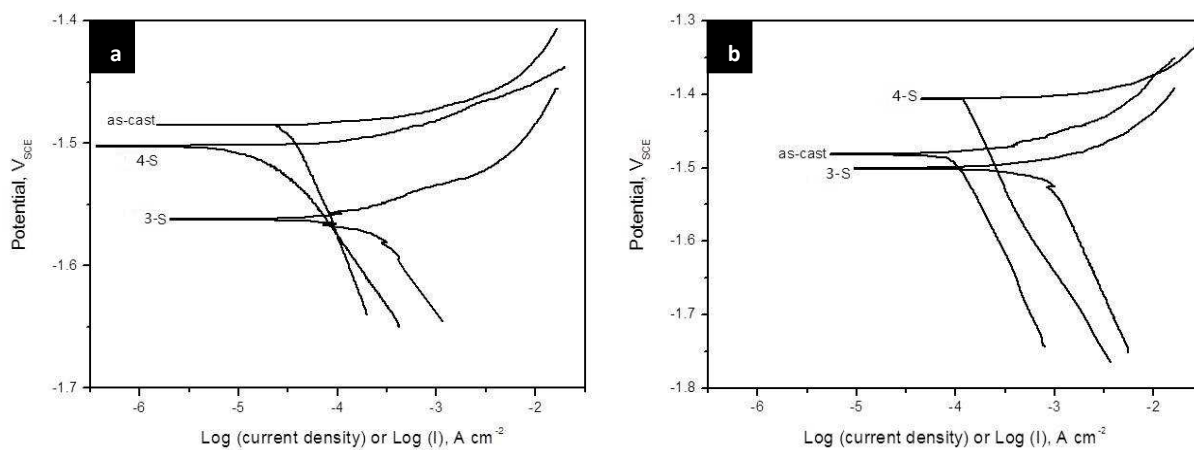 a
-1.4
-1.5
-1.6
-1.7
Potential, V_SCE
as-cast
4-S
3-S
-6 -5 -4 -3 -2
Log (current density) or Log (I), A cm⁻²
b
-1.3
-1.4
-1.5
-1.6
-1.7
-1.8
Potential, V_SCE
4-S
as-cast
3-S
-6 -5 -4 -3 -2
Log (current density) or Log (I), A cm⁻²